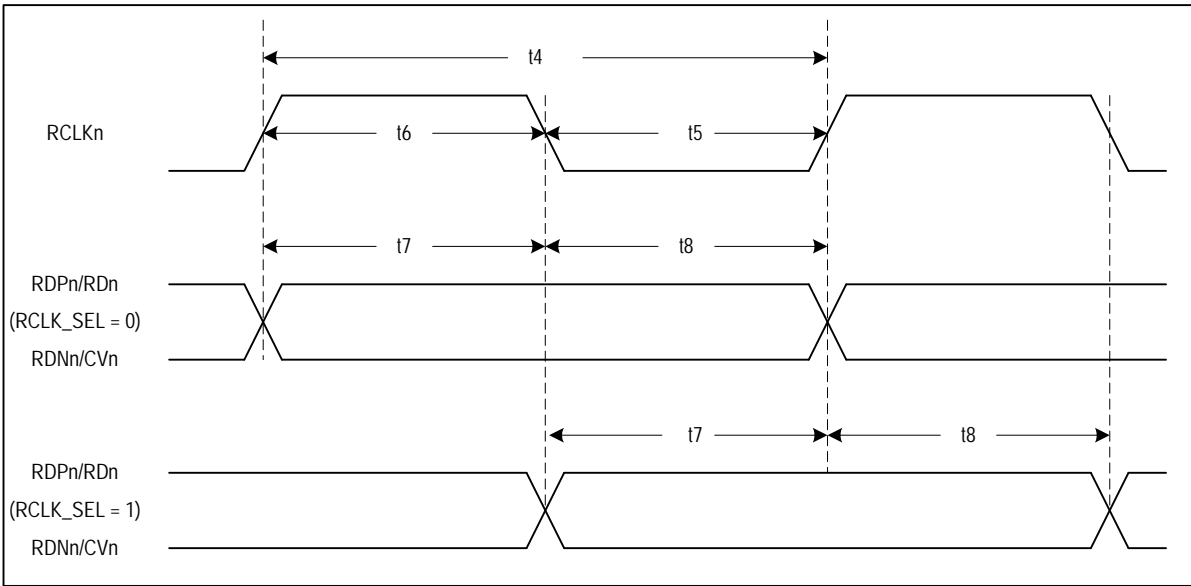 t4
RCLKn
t6
t5
t7
t8
RDPn/RDn
(RCLK_SEL = 0)
RDNn/CVn
t7
t8
RDPn/RDn
(RCLK_SEL = 1)
RDNn/CVn